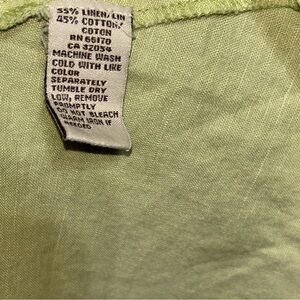 55% LINEN/LIN
45% COTTON/
COTON
RN 66170
CA 32054
MACHINE WASH
COLD WITH LIKE
COLOR
SEPARATELY
TUMBLE DRY
LOW, REMOVE
PROMPTLY
DO NOT BLEACH
WARM IRON IF
NEEDED